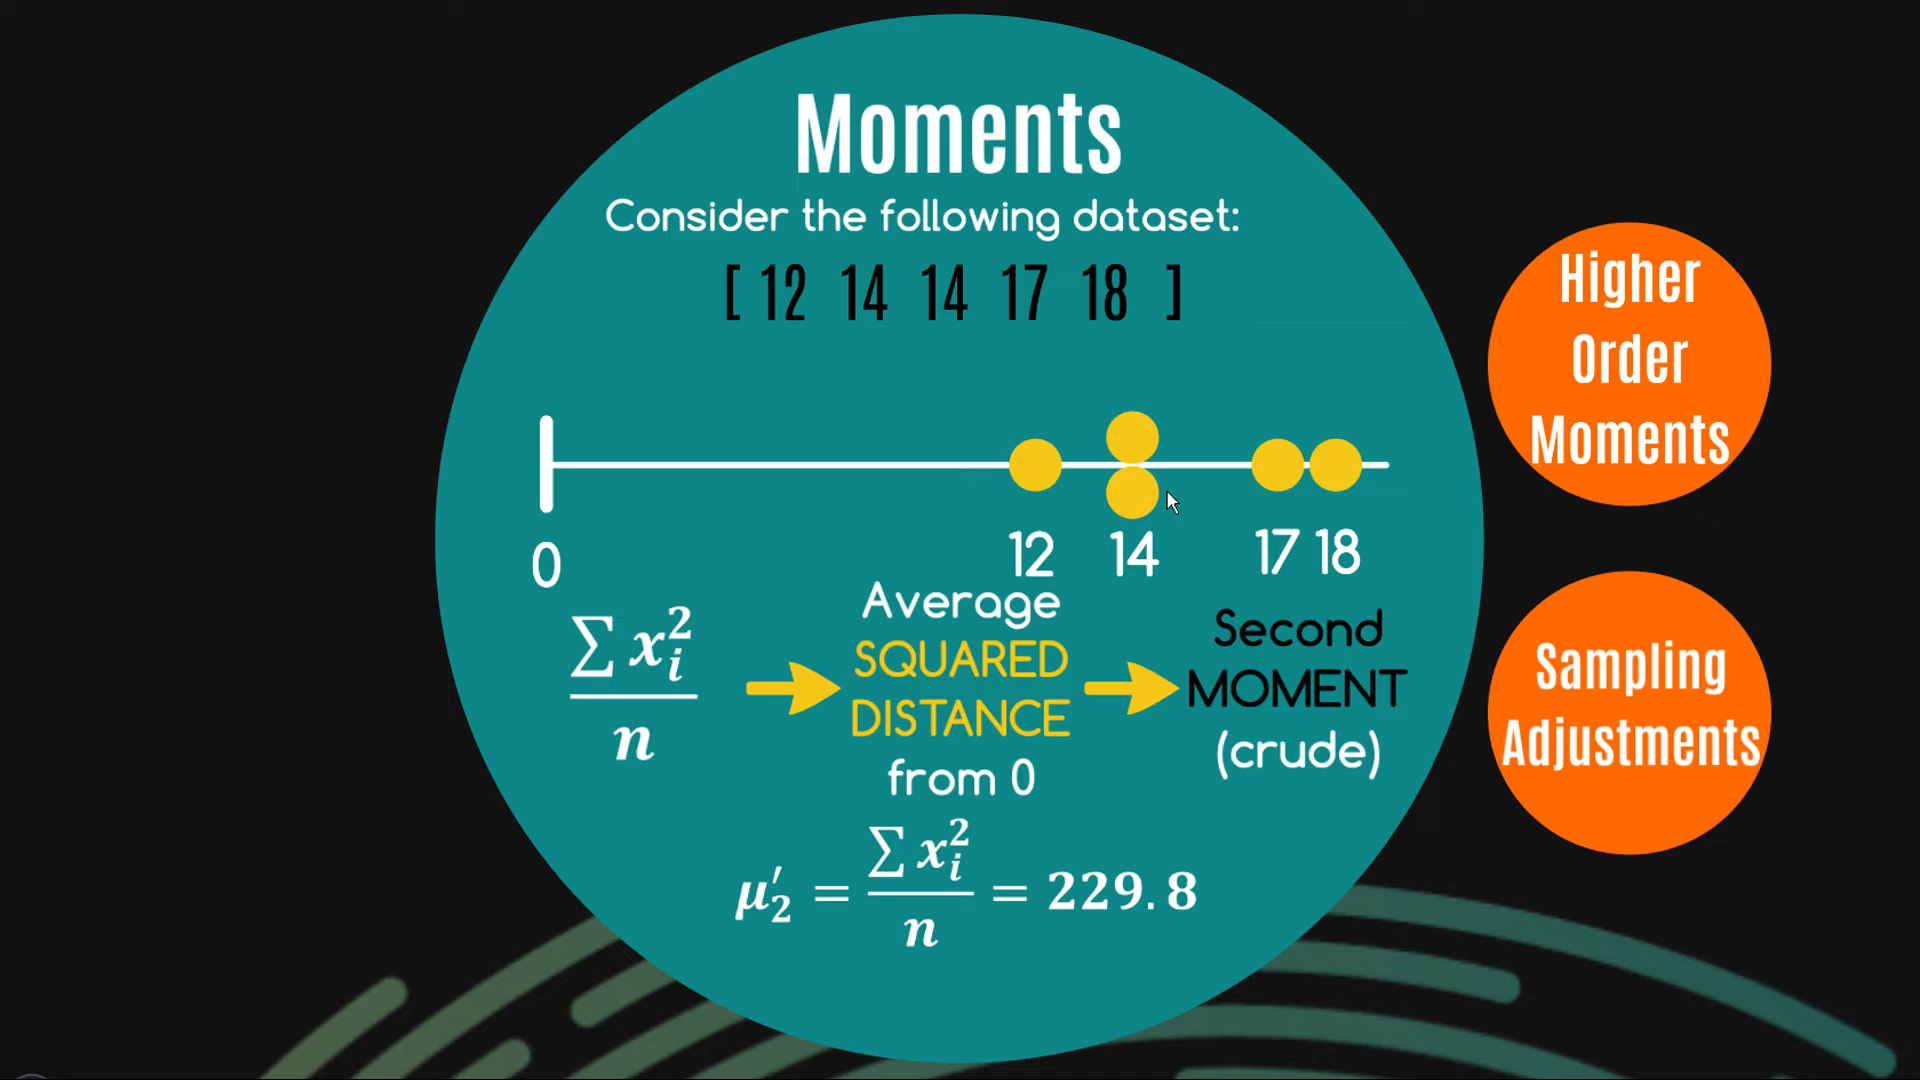 Moments
Consider the following dataset:
[ 12 14 14 17 18 ]
0
12 14 17 18
∑ x_i^2
n
Average
SQUARED
DISTANCE
from 0
Second
MOMENT
(crude)
μ′_2 = ∑ x_i^2 / n = 229.8
Higher
Order
Moments
Sampling
Adjustments